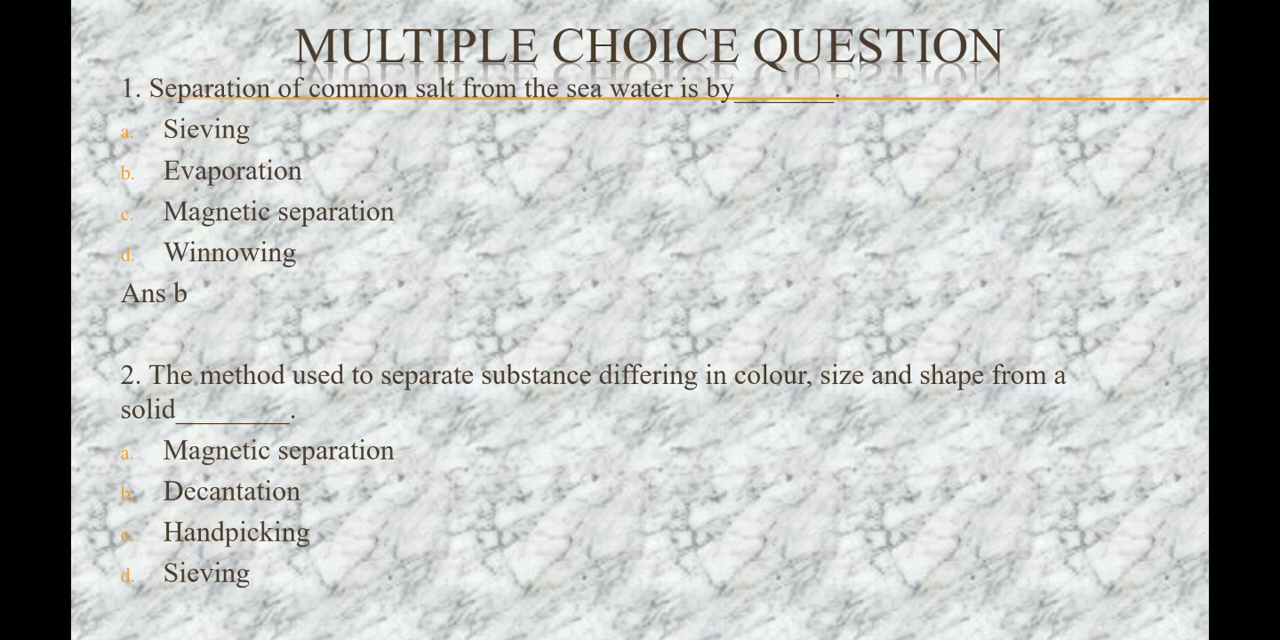 MULTIPLE CHOICE QUESTION
1. Separation of common salt from the sea water is by_______.
a. Sieving
b. Evaporation
c. Magnetic separation
d. Winnowing
Ans b
2. The method used to separate substance differing in colour, size and shape from a
solid________.
a. Magnetic separation
b. Decantation
c. Handpicking
d. Sieving